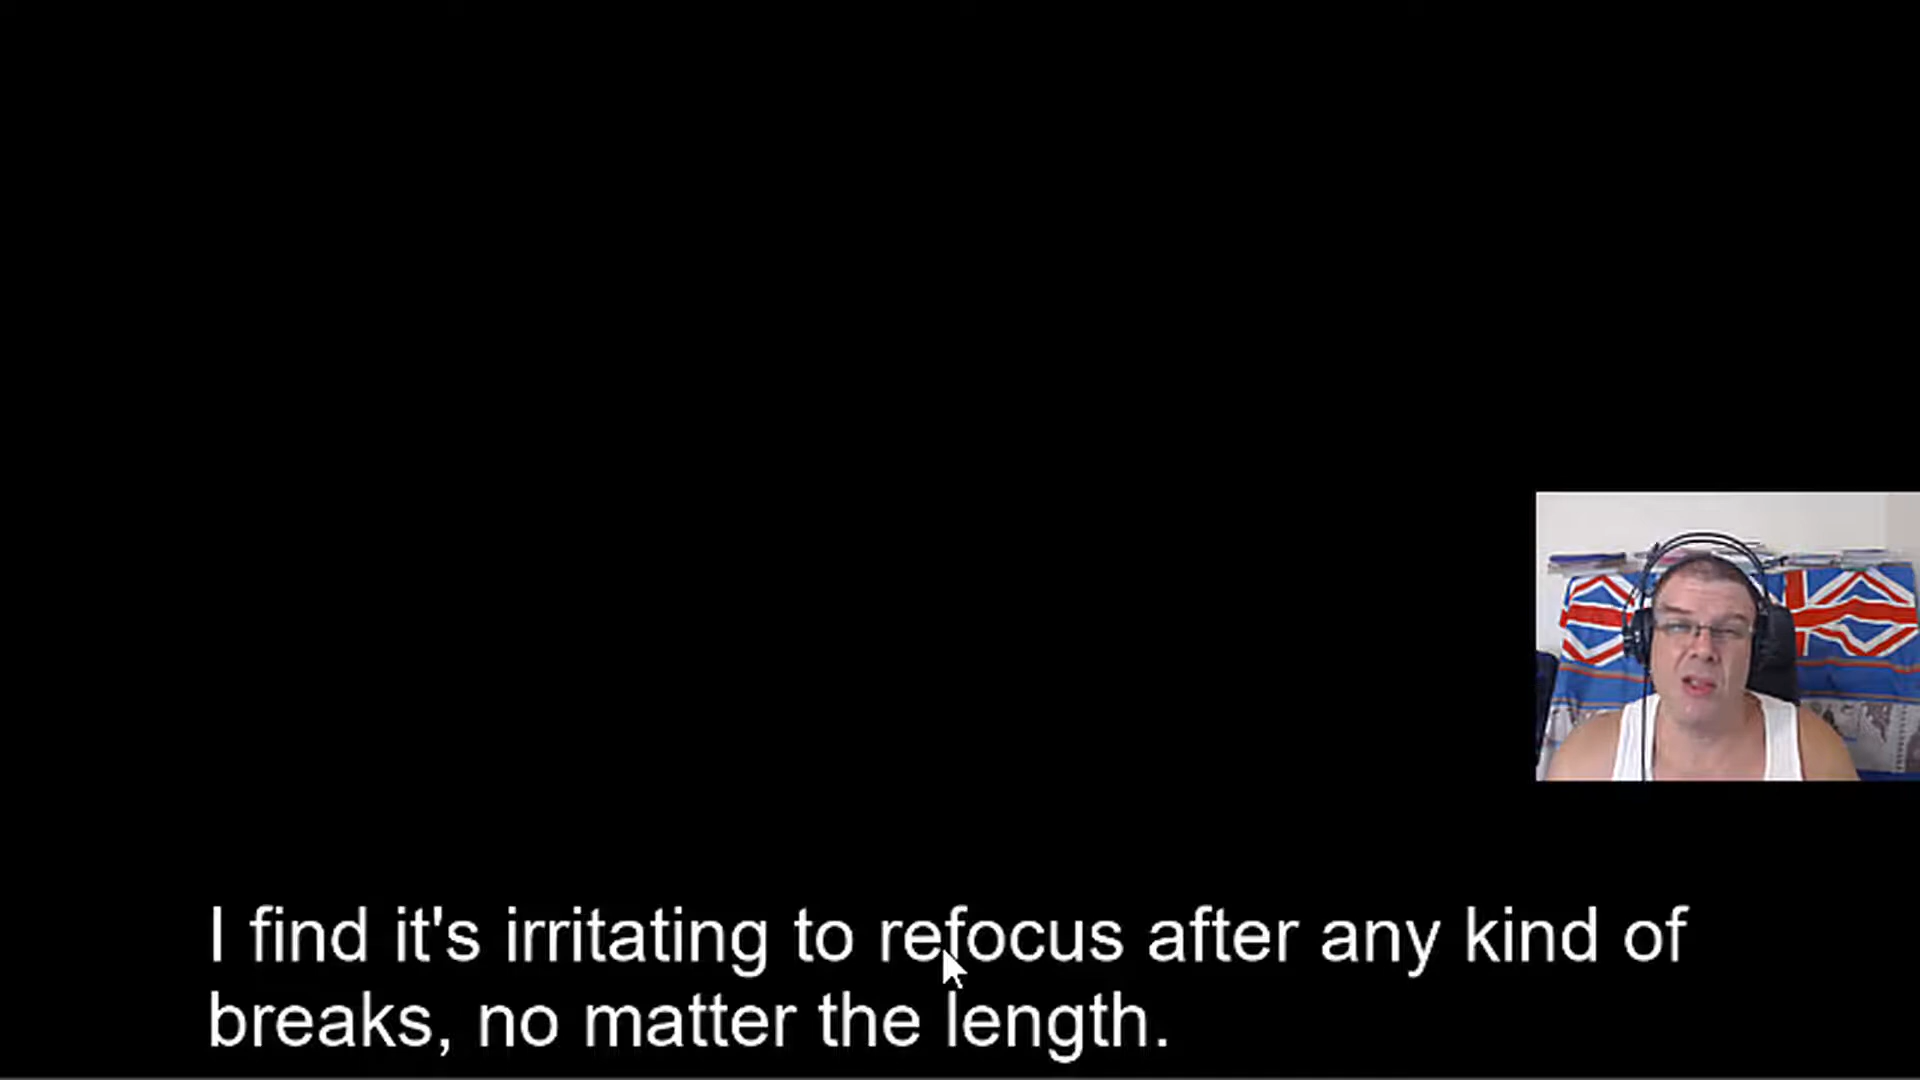 I find it's irritating to refocus after any kind of
breaks, no matter the length.